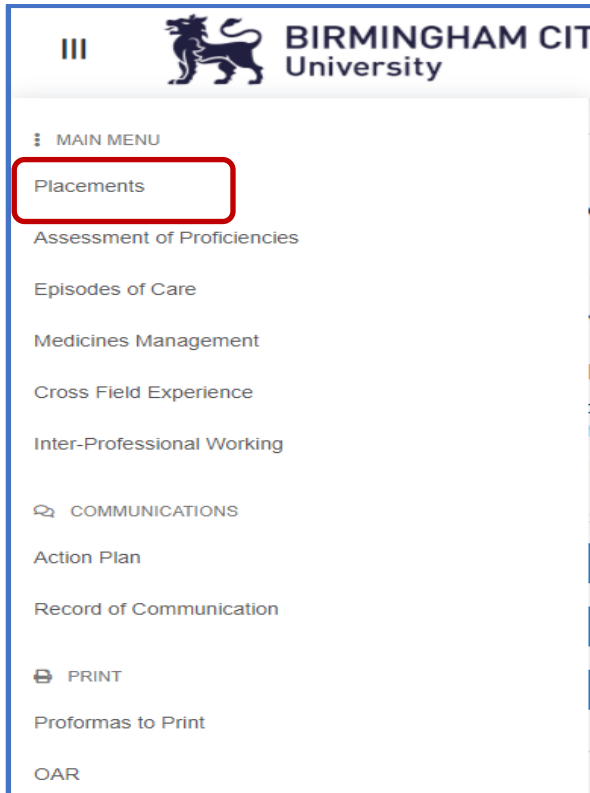 BIRMINGHAM CIT
University
MAIN MENU
Placements
Assessment of Proficiencies
Episodes of Care
Medicines Management
Cross Field Experience
Inter-Professional Working
COMMUNICATIONS
Action Plan
Record of Communication
PRINT
Proformas to Print
OAR